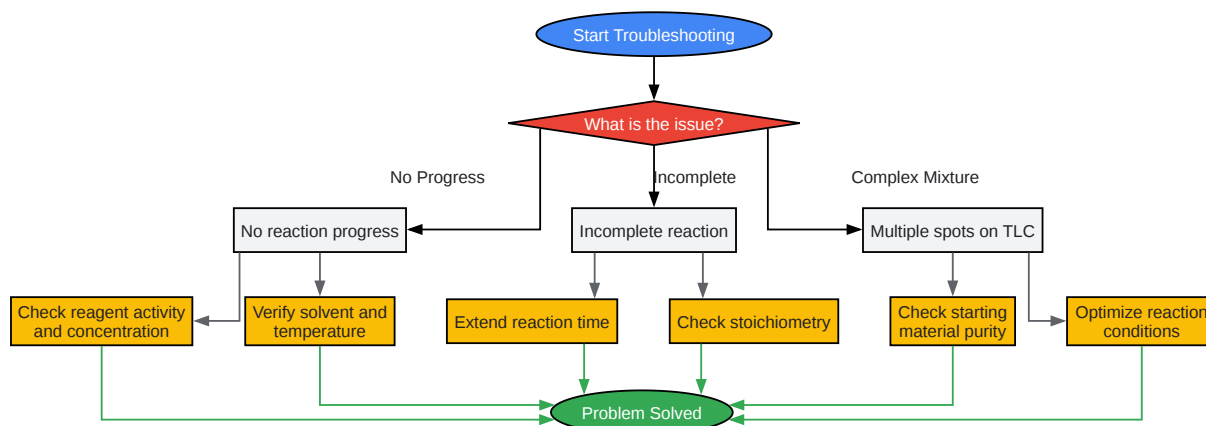 Start Troubleshooting
What is the issue?
No Progress
Incomplete
Complex Mixture
No reaction progress
Incomplete reaction
Multiple spots on TLC
Check reagent activity
and concentration
Verify solvent and
temperature
Extend reaction time
Check stoichiometry
Check starting
material purity
Optimize reaction
conditions
Problem Solved